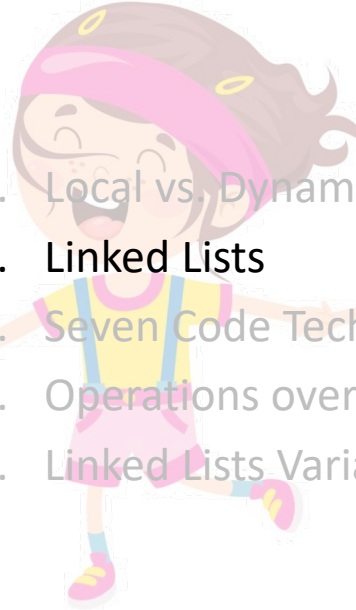 . Local vs. Dynam
. Linked Lists
. Seven Code Tech
. Operations over
. Linked Lists Varia